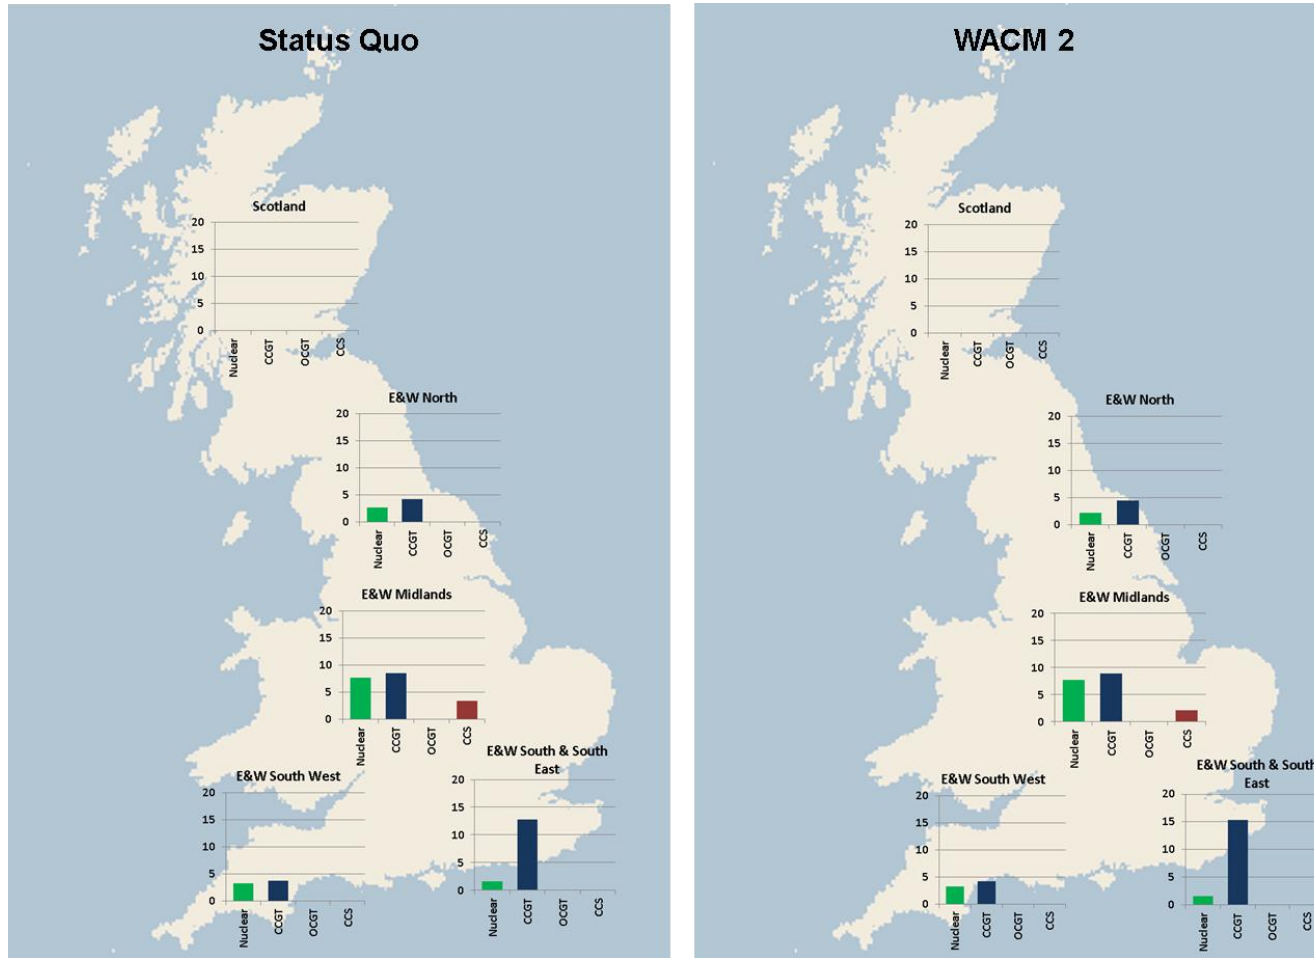 Status Quo
Scotland
20
15
10
5
0
Nuclear
CCGT
OCGT
CCS
E&W North
20
15
10
5
0
Nuclear
CCGT
OCGT
CCS
E&W Midlands
20
15
10
5
0
Nuclear
CCGT
OCGT
CCS
E&W South West
20
15
10
5
0
Nuclear
CCGT
OCGT
CCS
E&W South & South
East
20
15
10
5
0
Nuclear
CCGT
OCGT
CCS
WACM 2
Scotland
20
15
10
5
0
Nuclear
CCGT
OCGT
CCS
E&W North
20
15
10
5
0
Nuclear
CCGT
OCGT
CCS
E&W Midlands
20
15
10
5
0
Nuclear
CCGT
OCGT
CCS
E&W South West
20
15
10
5
0
Nuclear
CCGT
OCGT
CCS
E&W South & South
East
20
15
10
5
0
Nuclear
CCGT
OCGT
CCS